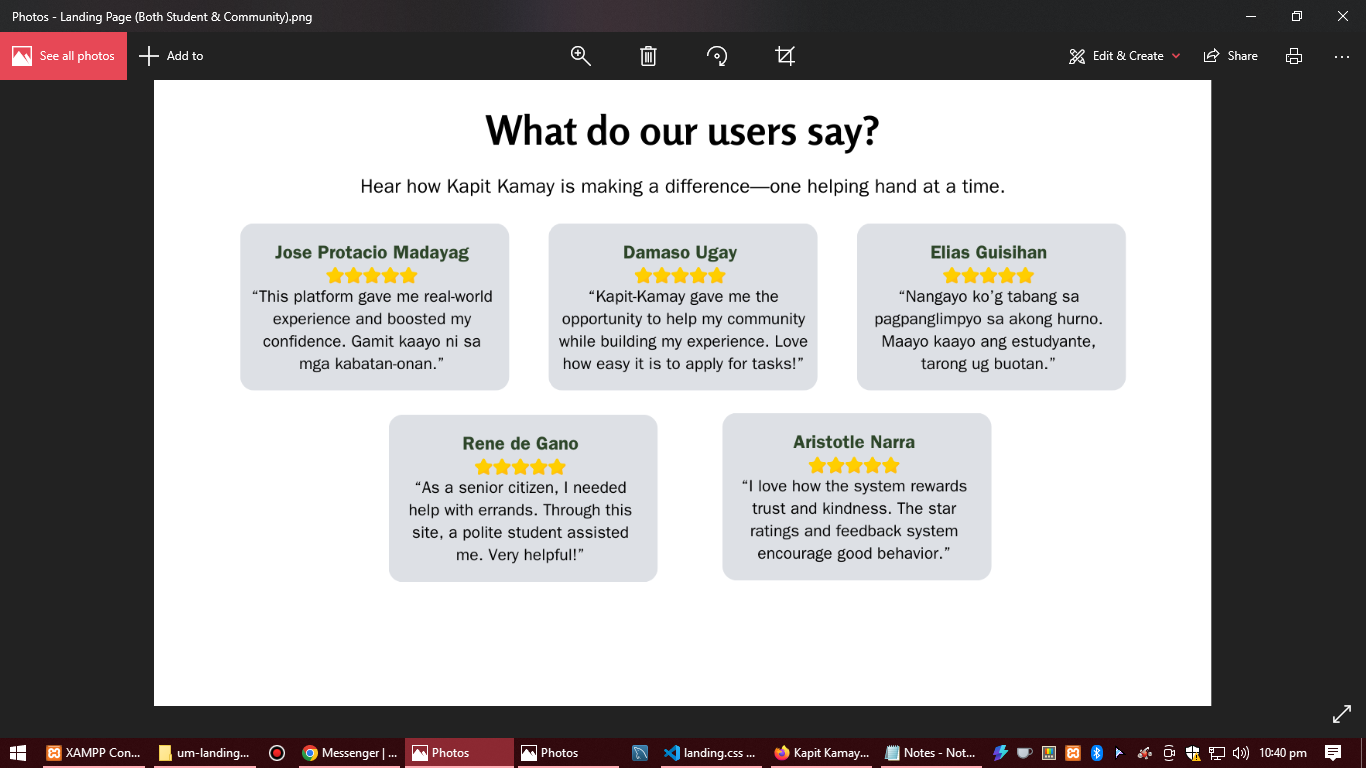 Photos - Landing Page (Both Student & Community).png
See all photos
Add to
Edit & Create
Share
What do our users say?
Hear how Kapit Kamay is making a difference—one helping hand at a time.
Jose Protacio Madayag
“This platform gave me real-world
experience and boosted my
confidence. Gamit kaayo ni sa
mga kabatan-onan.”
Damaso Ugay
“Kapit-Kamay gave me the
opportunity to help my community
while building my experience. Love
how easy it is to apply for tasks!”
Elias Guisihan
“Nangayo ko’g tabang sa
pagpanglimpyo sa akong hurno.
Maayo kaayo ang estudyante,
tarong ug buotan.”
Rene de Gano
“As a senior citizen, I needed
help with errands. Through this
site, a polite student assisted
me. Very helpful!”
Aristotle Narra
“I love how the system rewards
trust and kindness. The star
ratings and feedback system
encourage good behavior.”
XAMPP Con...
um-landing...
Messenger | ...
Photos
Photos
landing.css ...
Kapit Kamay...
Notes - Not...
10:40 pm